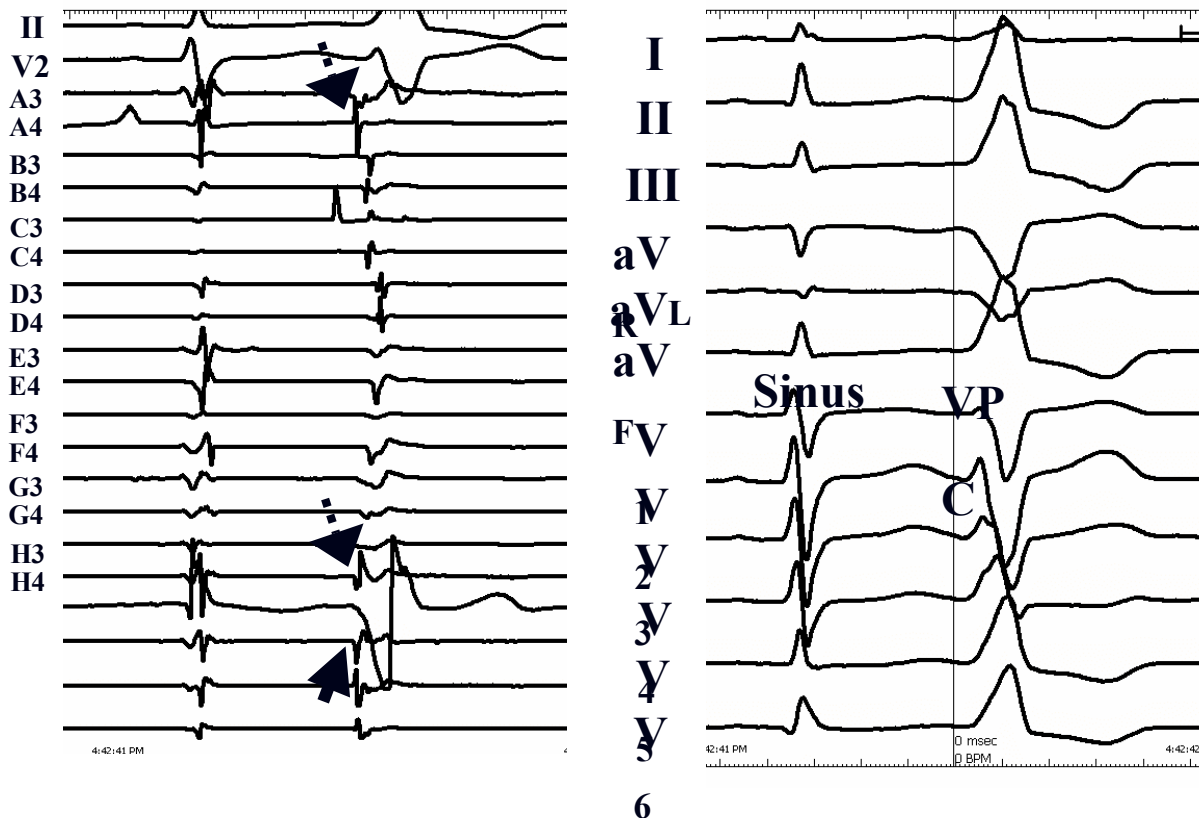 II
V2
A3
A4
B3
B4
C3
C4
D3
D4
E3
E4
F3
F4
G3
G4
H3
H4
4:42:41 PM
4
I
II
III
aV
R
aVL
aV
F
V
1
V
2
V
3
V
4
V
5
V
6
Sinus
VP
C
0 msec
0 BPM
42:41 PM
4:42:42